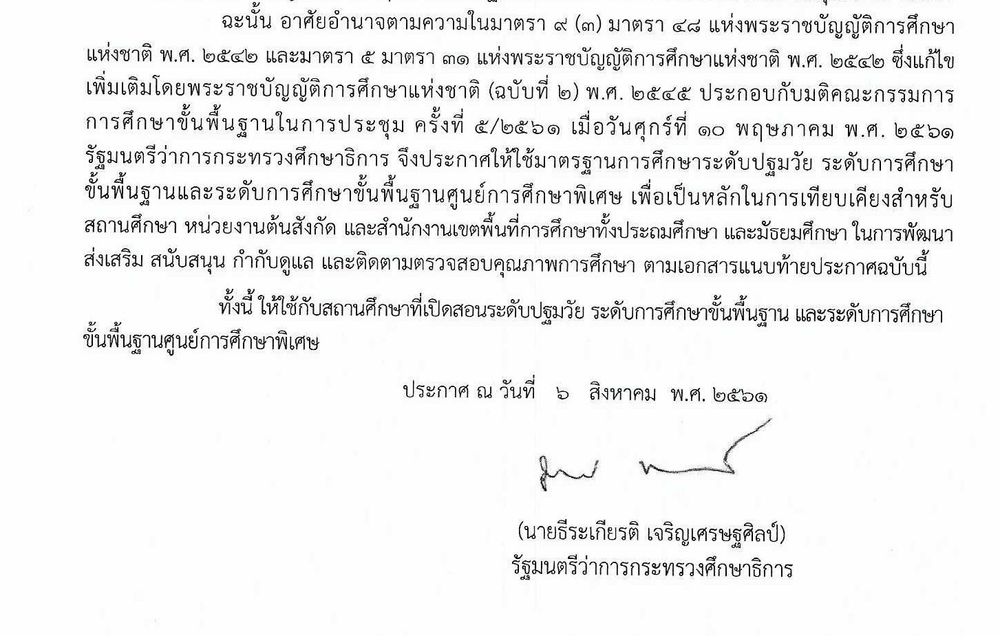 ฉะนั้น อาศัยอำนาจตามความในมาตรา ๙ (๓) มาตรา ๔๘ แห่งพระราชบัญญัติการศึกษา
แห่งชาติ พ.ศ. ๒๕๔๒ และมาตรา ๕ มาตรา ๓๑ แห่งพระราชบัญญัติการศึกษาแห่งชาติ พ.ศ. ๒๕๔๒ ซึ่งแก้ไข
เพิ่มเติมโดยพระราชบัญญัติการศึกษาแห่งชาติ (ฉบับที่ ๒) พ.ศ. ๒๕๔๕ ประกอบกับมติคณะกรรมการ
การศึกษาขั้นพื้นฐานในการประชุม ครั้งที่ ๕/๒๕๖๑ เมื่อวันศุกร์ที่ ๑๐ พฤษภาคม พ.ศ. ๒๕๖๑
รัฐมนตรีว่าการกระทรวงศึกษาธิการ จึงประกาศให้ใช้มาตรฐานการศึกษาระดับปฐมวัย ระดับการศึกษา
ขั้นพื้นฐานและระดับการศึกษาขั้นพื้นฐานศูนย์การศึกษาพิเศษ เพื่อเป็นหลักในการเทียบเคียงสำหรับ
สถานศึกษา หน่วยงานต้นสังกัด และสำนักงานเขตพื้นที่การศึกษาทั้งประถมศึกษา และมัธยมศึกษา ในการพัฒนา
ส่งเสริม สนับสนุน กำกับดูแล และติดตามตรวจสอบคุณภาพการศึกษา ตามเอกสารแนบท้ายประกาศฉบับนี้
ทั้งนี้ ให้ใช้กับสถานศึกษาที่เปิดสอนระดับปฐมวัย ระดับการศึกษาขั้นพื้นฐาน และระดับการศึกษา
ขั้นพื้นฐานศูนย์การศึกษาพิเศษ
ประกาศ ณ วันที่ ๖ สิงหาคม พ.ศ. ๒๕๖๑
(นายธีระเกียรติ เจริญเศรษฐศิลป์)
รัฐมนตรีว่าการกระทรวงศึกษาธิการ